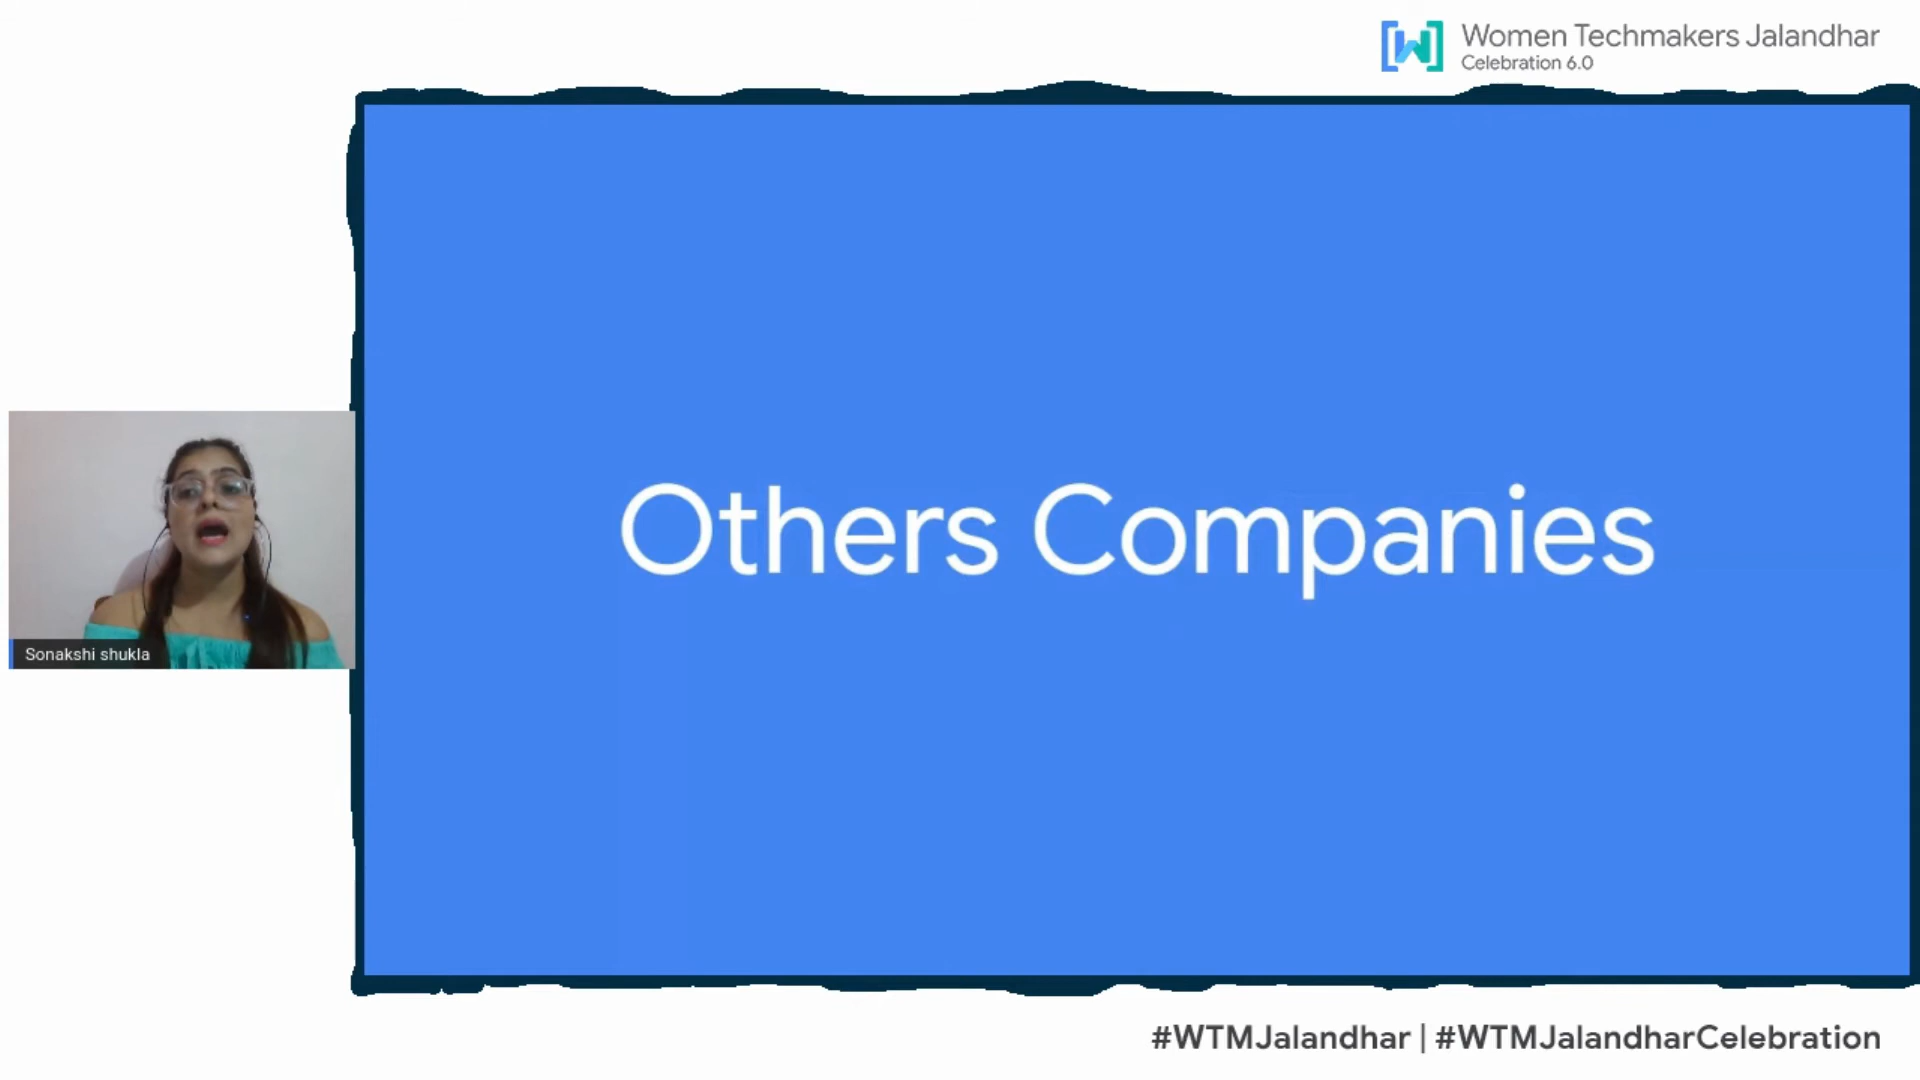 Women Techmakers Jalandhar
Celebration 6.0
Others Companies
Sonakshi shukla
#WTMJalandhar | #WTMJalandharCelebration